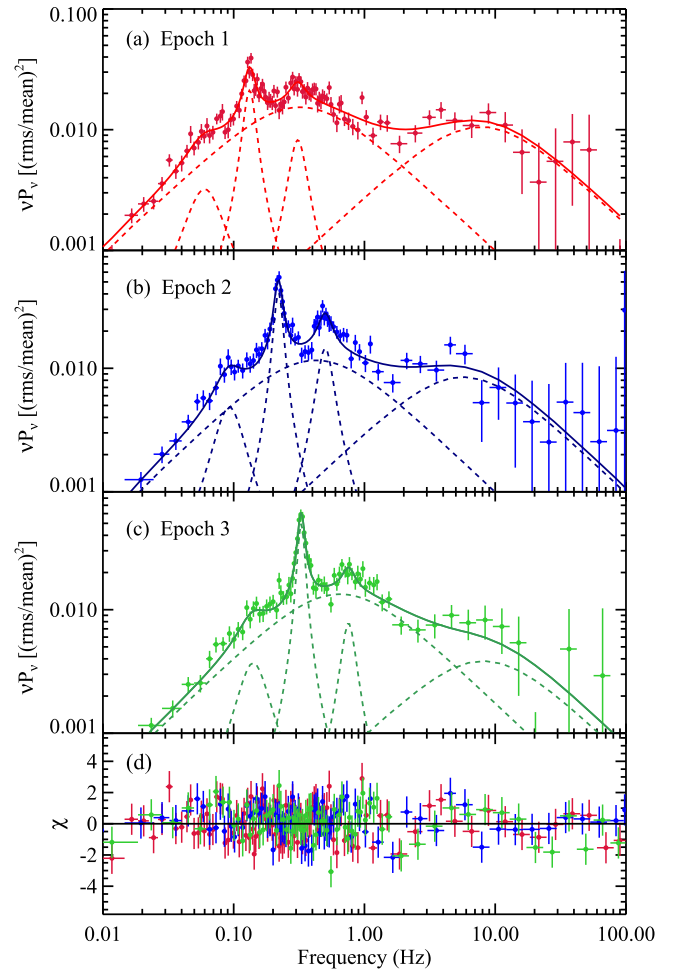 0.100
(a) Epoch 1
0.010
0.001
νPν [(rms/mean)²]
(b) Epoch 2
0.010
0.001
νPν [(rms/mean)²]
(c) Epoch 3
0.010
0.001
νPν [(rms/mean)²]
(d)
4
2
0
-2
-4
χ
0.01 0.10 1.00 10.00 100.00
Frequency (Hz)